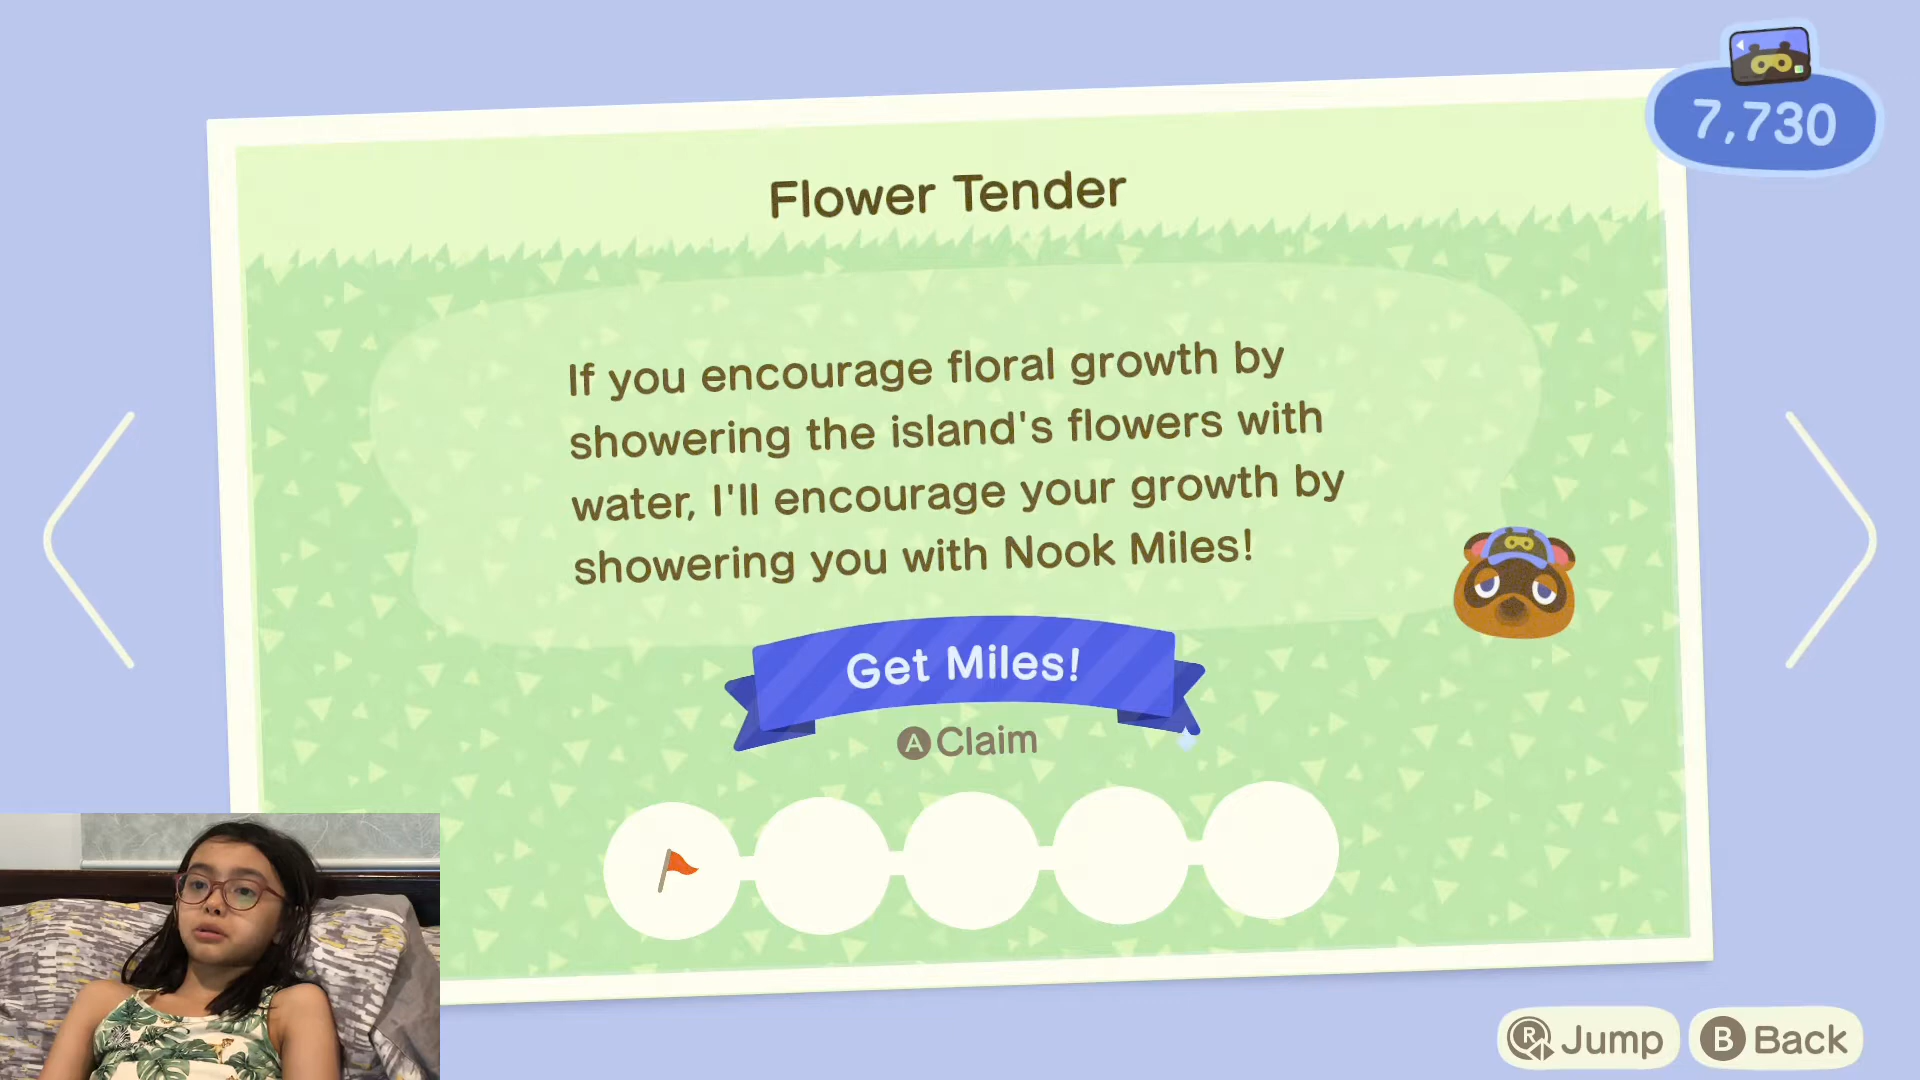 7,730
Flower Tender
If you encourage floral growth by
showering the island's flowers with
water, I'll encourage your growth by
showering you with Nook Miles!
Get Miles!
A Claim
R Jump
B Back